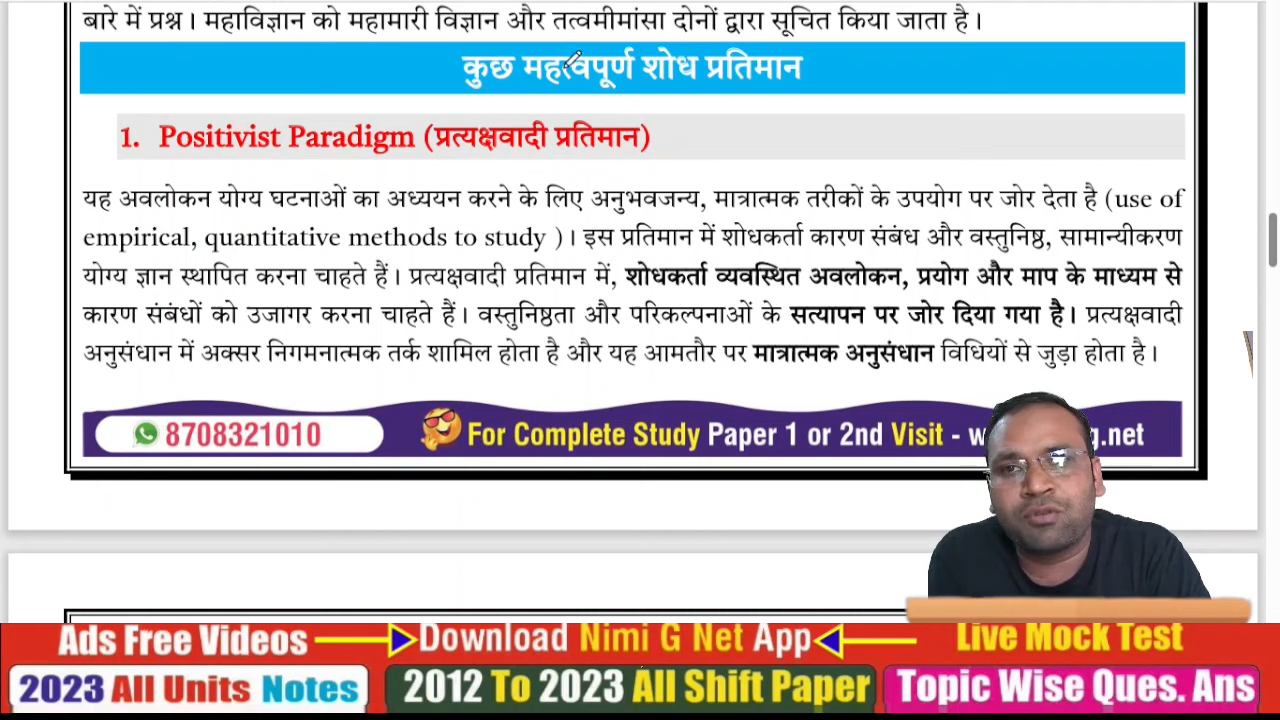 बारे में प्रश्न। महाविज्ञान को महामारी विज्ञान और तत्वमीमांसा दोनों द्वारा सूचित किया जाता है।
कुछ महत्वपूर्ण शोध प्रतिमान
1. Positivist Paradigm (प्रत्यक्षवादी प्रतिमान)
यह अवलोकन योग्य घटनाओं का अध्ययन करने के लिए अनुभवजन्य, मात्रात्मक तरीकों के उपयोग पर जोर देता है (use of
empirical, quantitative methods to study )। इस प्रतिमान में शोधकर्ता कारण संबंध और वस्तुनिष्ठ, सामान्यीकरण
योग्य ज्ञान स्थापित करना चाहते हैं। प्रत्यक्षवादी प्रतिमान में, शोधकर्ता व्यवस्थित अवलोकन, प्रयोग और माप के माध्यम से
कारण संबंधों को उजागर करना चाहते हैं। वस्तुनिष्ठता और परिकल्पनाओं के सत्यापन पर जोर दिया गया है। प्रत्यक्षवादी
अनुसंधान में अक्सर निगमनात्मक तर्क शामिल होता है और यह आमतौर पर मात्रात्मक अनुसंधान विधियों से जुड़ा होता है।
8708321010 For Complete Study Paper 1 or 2nd Visit - g.net
Ads Free Videos Download Nimi G Net App Live Mock Test
2023 All Units Notes 2012 To 2023 All Shift Paper Topic Wise Ques. Ans